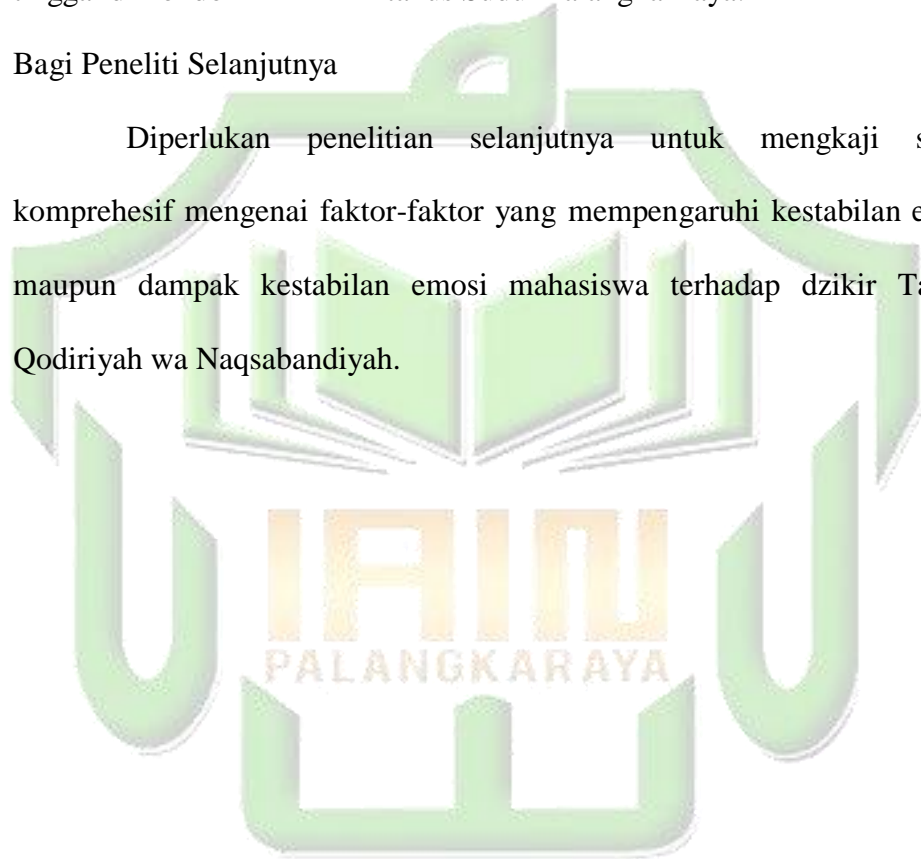 Bagi Peneliti Selanjutnya
Diperlukan penelitian selanjutnya untuk mengkaji
komprehesif mengenai faktor-faktor yang mempengaruhi kestabilan
maupun dampak kestabilan emosi mahasiswa terhadap dzikir
Qodiriyah wa Naqsabandiyah.
IAIN
PALANGKARAYA